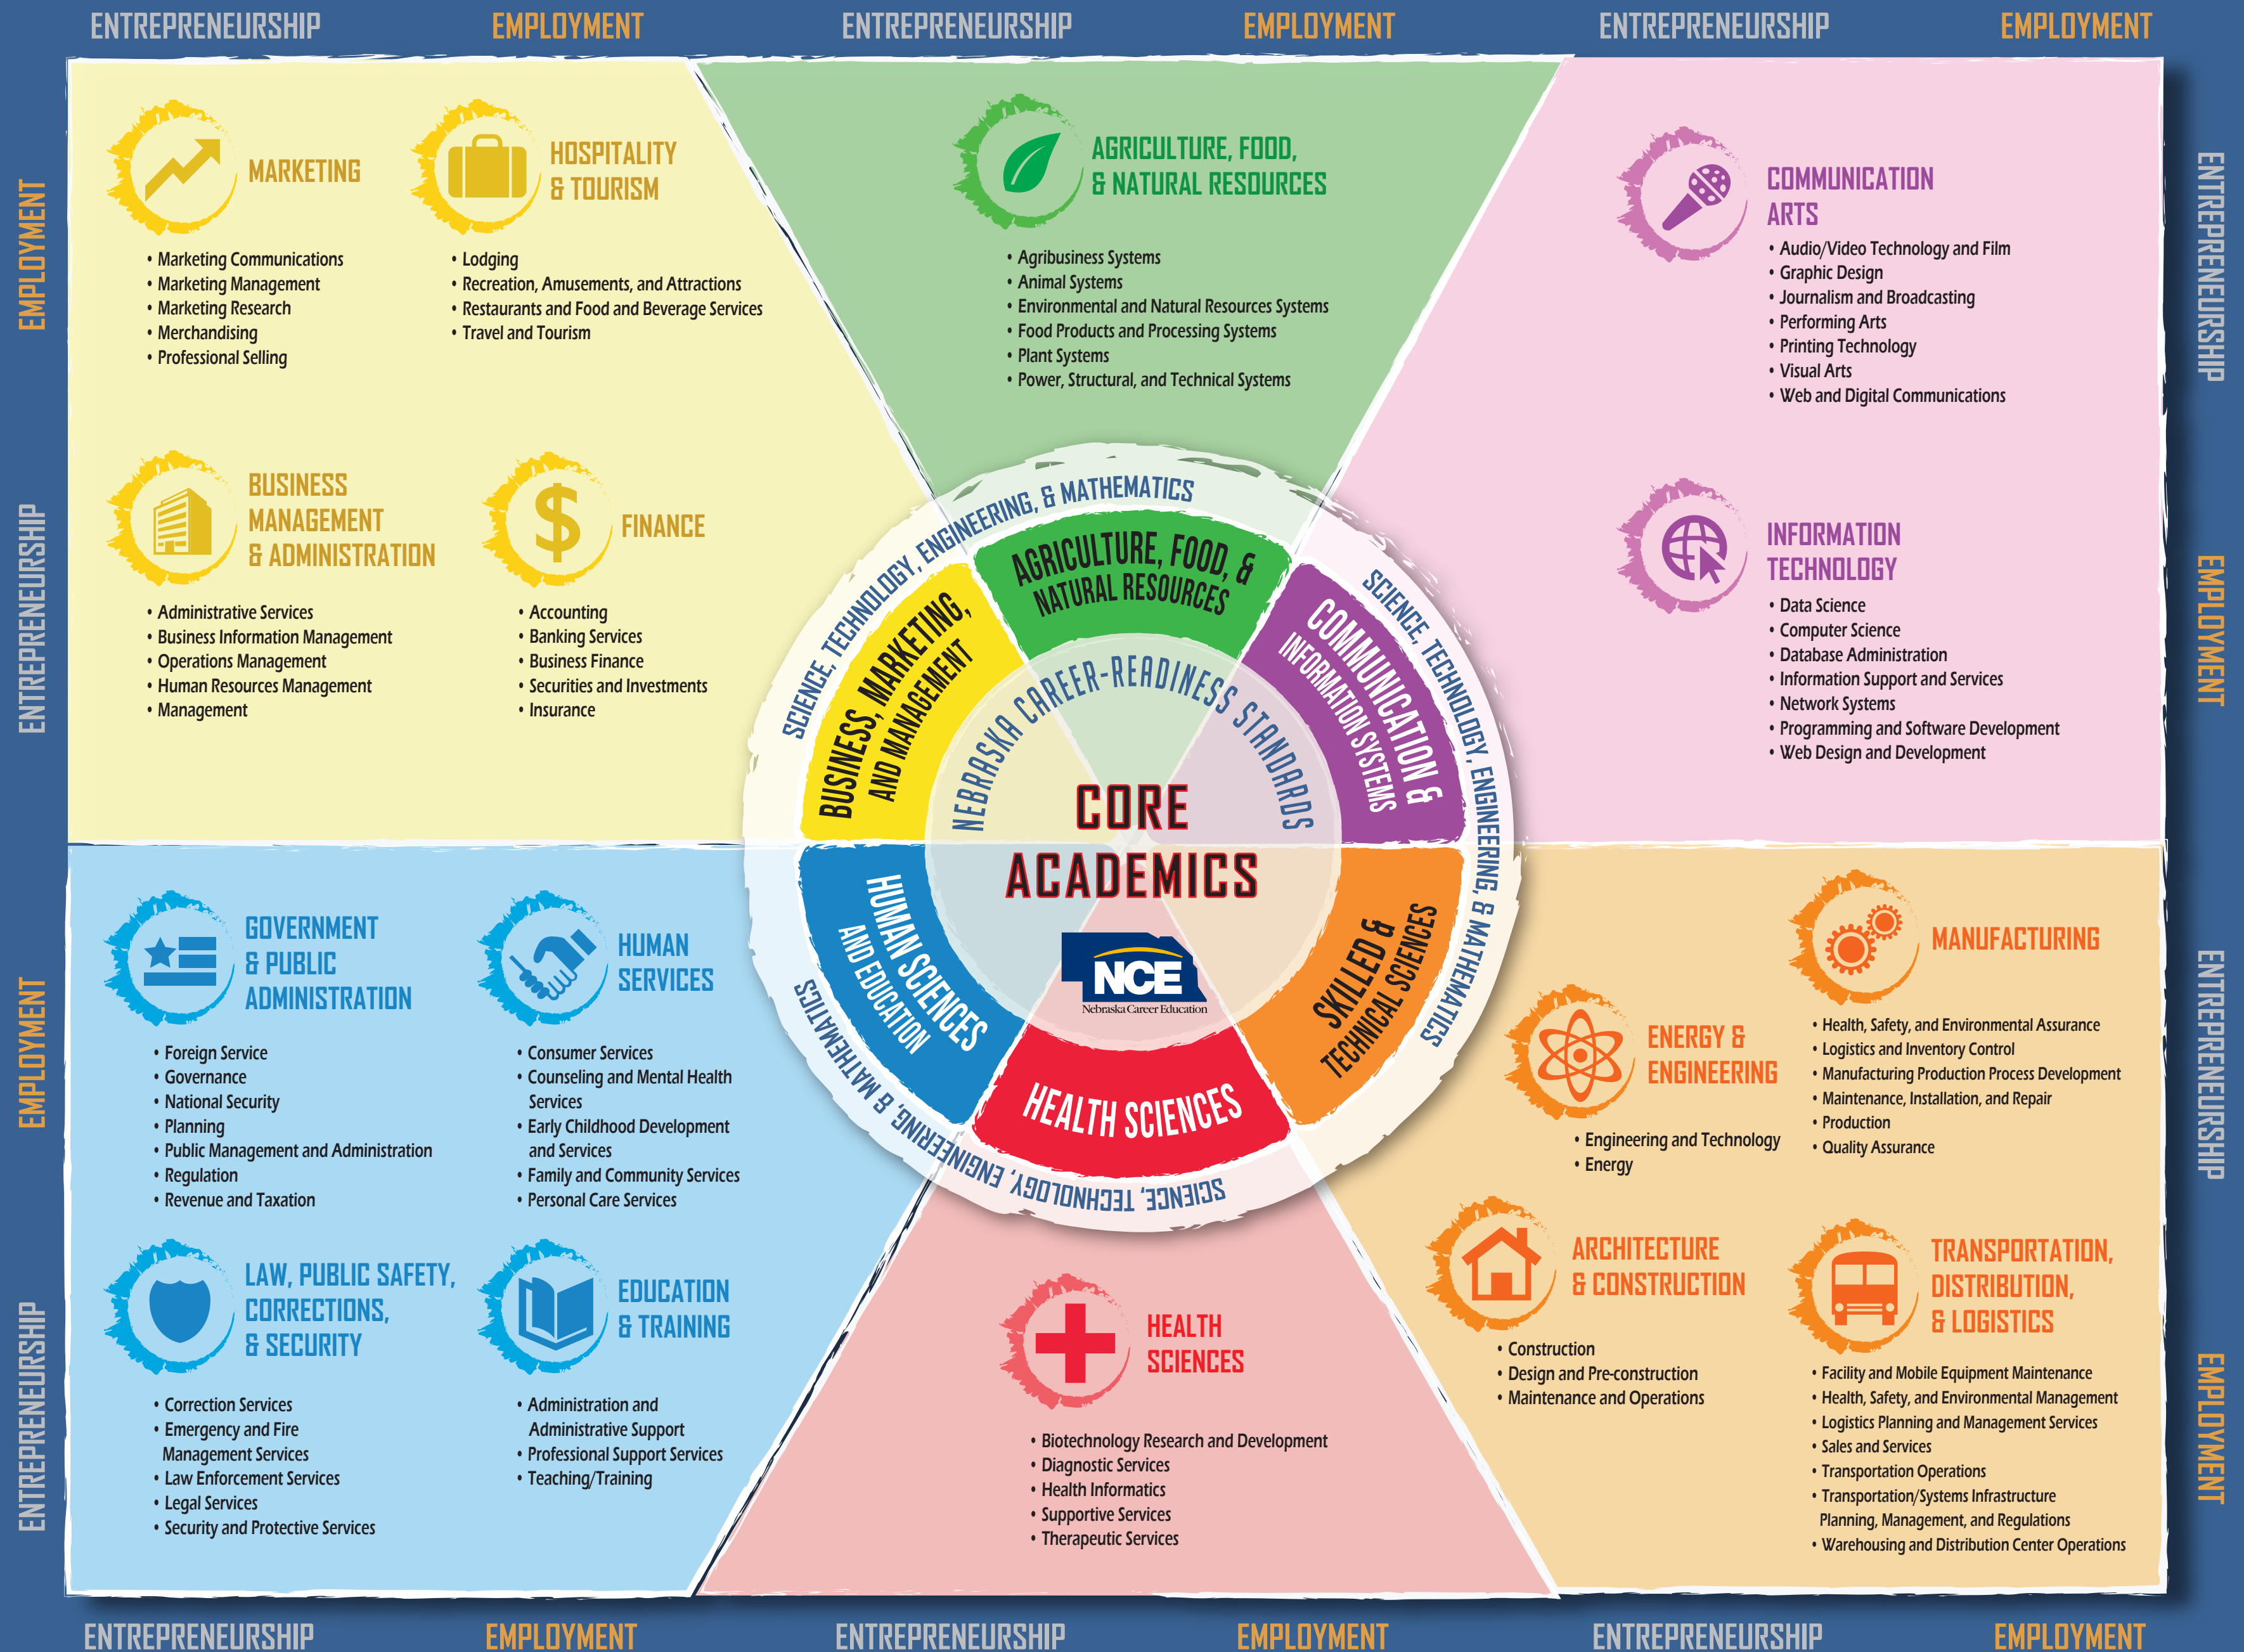 ENTREPRENEURSHIP
EMPLOYMENT
ENTREPRENEURSHIP
EMPLOYMENT
ENTREPRENEURSHIP
EMPLOYMENT
EMPLOYMENT
ENTREPRENEURSHIP
EMPLOYMENT
ENTREPRENEURSHIP
MARKETING
• Marketing Communications
• Marketing Management
• Marketing Research
• Merchandising
• Professional Selling
HOSPITALITY
& TOURISM
• Lodging
• Recreation, Amusements, and Attractions
• Restaurants and Food and Beverage Services
• Travel and Tourism
BUSINESS
MANAGEMENT
& ADMINISTRATION
• Administrative Services
• Business Information Management
• Operations Management
• Human Resources Management
• Management
$
FINANCE
• Accounting
• Banking Services
• Business Finance
• Securities and Investments
• Insurance
AGRICULTURE, FOOD,
& NATURAL RESOURCES
• Agribusiness Systems
• Animal Systems
• Environmental and Natural Resources Systems
• Food Products and Processing Systems
• Plant Systems
• Power, Structural, and Technical Systems
COMMUNICATION
ARTS
• Audio/Video Technology and Film
• Graphic Design
• Journalism and Broadcasting
• Performing Arts
• Printing Technology
• Visual Arts
• Web and Digital Communications
INFORMATION
TECHNOLOGY
• Data Science
• Computer Science
• Database Administration
• Information Support and Services
• Network Systems
• Programming and Software Development
• Web Design and Development
SCIENCE, TECHNOLOGY, ENGINEERING, & MATHEMATICS
SCIENCE, TECHNOLOGY, ENGINEERING, & MATHEMATICS
SCIENCE, TECHNOLOGY, ENGINEERING, & MATHEMATICS
AGRICULTURE, FOOD, &
NATURAL RESOURCES
BUSINESS, MARKETING,
AND MANAGEMENT
COMMUNICATION &
INFORMATION SYSTEMS
NEBRASKA CAREER-READINESS STANDARDS
CORE
ACADEMICS
NCE
Nebraska Career Education
HUMAN SCIENCES
AND EDUCATION
SKILLED &
TECHNICAL SCIENCES
HEALTH SCIENCES
GOVERNMENT
& PUBLIC
ADMINISTRATION
• Foreign Service
• Governance
• National Security
• Planning
• Public Management and Administration
• Regulation
• Revenue and Taxation
HUMAN
SERVICES
• Consumer Services
• Counseling and Mental Health
Services
• Early Childhood Development
and Services
• Family and Community Services
• Personal Care Services
LAW, PUBLIC SAFETY,
CORRECTIONS,
& SECURITY
• Correction Services
• Emergency and Fire
Management Services
• Law Enforcement Services
• Legal Services
• Security and Protective Services
EDUCATION
& TRAINING
• Administration and
Administrative Support
• Professional Support Services
• Teaching/Training
HEALTH
SCIENCES
• Biotechnology Research and Development
• Diagnostic Services
• Health Informatics
• Supportive Services
• Therapeutic Services
MANUFACTURING
• Health, Safety, and Environmental Assurance
• Logistics and Inventory Control
• Manufacturing Production Process Development
• Maintenance, Installation, and Repair
• Production
• Quality Assurance
ENERGY &
ENGINEERING
• Engineering and Technology
• Energy
ARCHITECTURE
& CONSTRUCTION
• Construction
• Design and Pre-construction
• Maintenance and Operations
TRANSPORTATION,
DISTRIBUTION,
& LOGISTICS
• Facility and Mobile Equipment Maintenance
• Health, Safety, and Environmental Management
• Logistics Planning and Management Services
• Sales and Services
• Transportation Operations
• Transportation/Systems Infrastructure
Planning, Management, and Regulations
• Warehousing and Distribution Center Operations
ENTREPRENEURSHIP
EMPLOYMENT
ENTREPRENEURSHIP
EMPLOYMENT
ENTREPRENEURSHIP
EMPLOYMENT
ENTREPRENEURSHIP
EMPLOYMENT
ENTREPRENEURSHIP
EMPLOYMENT